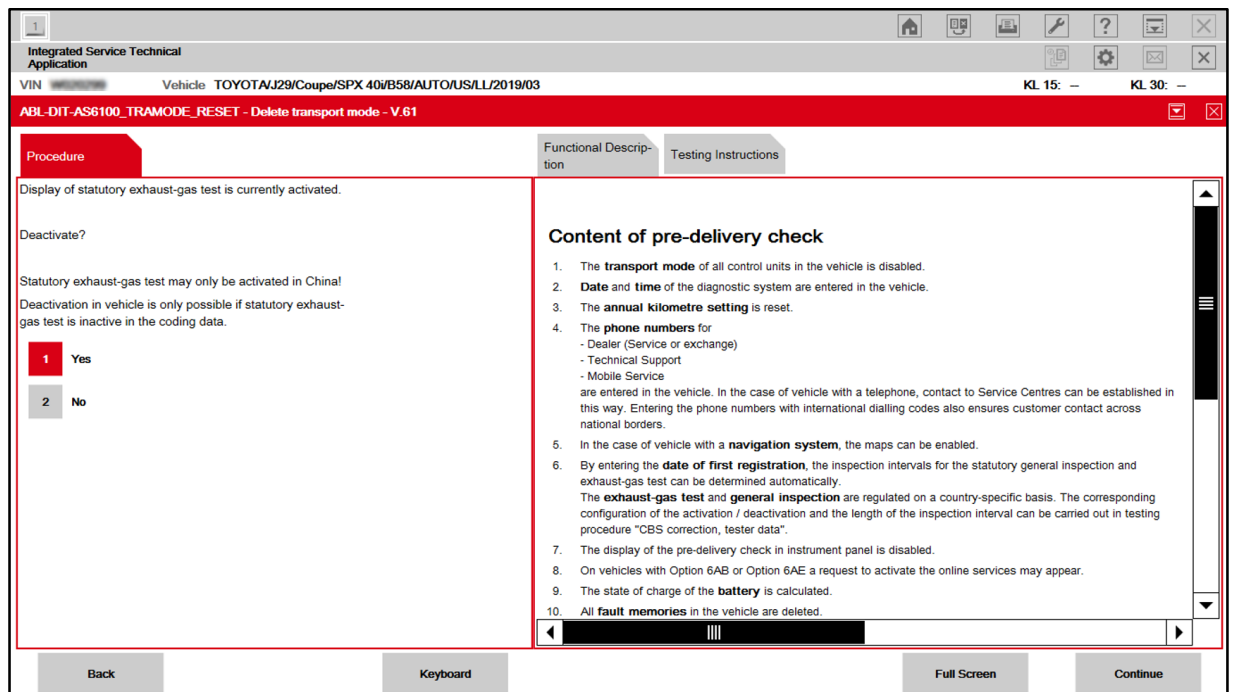 1
?
Integrated Service Technical
Application
VIN Vehicle TOYOTA/J29/Coupe/SPX 40i/B58/AUTO/US/LL/2019/03 KL 15: -- KL 30: --
ABL-DIT-AS6100_TRAMODE_RESET - Delete transport mode - V.61
Procedure
Functional Descrip-
tion
Testing Instructions
Display of statutory exhaust-gas test is currently activated.
Deactivate?
Statutory exhaust-gas test may only be activated in China!
Deactivation in vehicle is only possible if statutory exhaust-
gas test is inactive in the coding data.
1 Yes
2 No
Content of pre-delivery check
1. The transport mode of all control units in the vehicle is disabled.
2. Date and time of the diagnostic system are entered in the vehicle.
3. The annual kilometre setting is reset.
4. The phone numbers for
- Dealer (Service or exchange)
- Technical Support
- Mobile Service
are entered in the vehicle. In the case of vehicle with a telephone, contact to Service Centres can be established in
this way. Entering the phone numbers with international dialling codes also ensures customer contact across
national borders.
5. In the case of vehicle with a navigation system, the maps can be enabled.
6. By entering the date of first registration, the inspection intervals for the statutory general inspection and
exhaust-gas test can be determined automatically.
The exhaust-gas test and general inspection are regulated on a country-specific basis. The corresponding
configuration of the activation / deactivation and the length of the inspection interval can be carried out in testing
procedure "CBS correction, tester data".
7. The display of the pre-delivery check in instrument panel is disabled.
8. On vehicles with Option 6AB or Option 6AE a request to activate the online services may appear.
9. The state of charge of the battery is calculated.
10. All fault memories in the vehicle are deleted.
Back
Keyboard
Full Screen
Continue